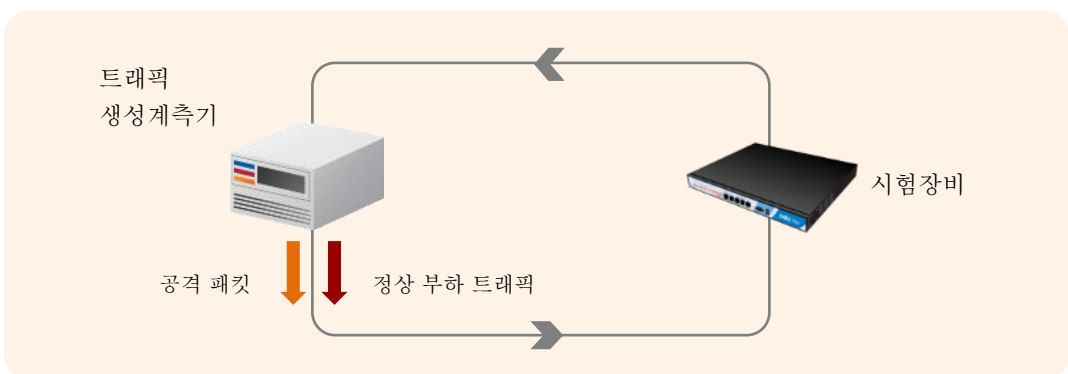 트래픽
생성계측기
시험장비
공격 패킷
정상 부하 트래픽